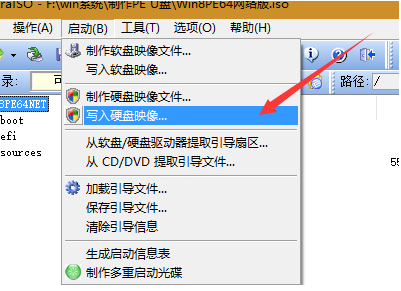 raISO - F:\win系统\制作PE U盘\Win8PE64网络版.iso
操作(A) 启动(B) 工具(T) 选项(O)
制作软盘映像文件...
写入软盘映像...
录: 可 路径: /
制作硬盘映像文件...
8PE64NET
写入硬盘映像...
boot
efi
从软盘/硬盘驱动器提取引导扇区...
sources
从 CD/DVD 提取引导文件...
55
加载引导文件...
保存引导文件...
清除引导信息
生成启动信息表
制作多重启动光碟